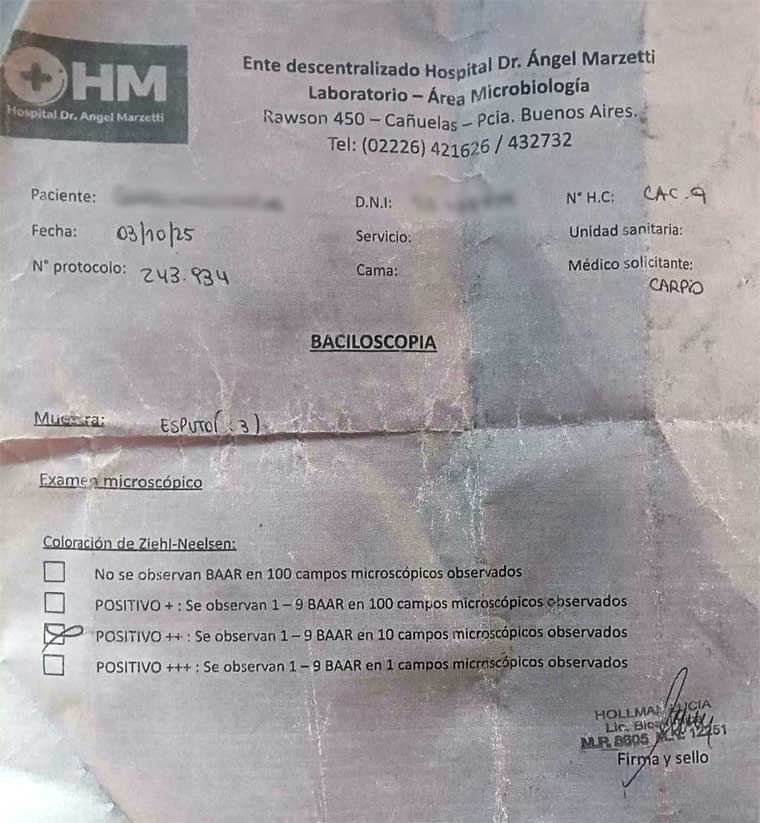 HM
Hospital Dr. Angel Marzetti
Ente descentralizado Hospital Dr. Ángel Marzetti
Laboratorio – Área Microbiología
Rawson 450 – Cañuelas – Pcia. Buenos Aires.
Tel: (02226) 421626 / 432732
Paciente: D.N.I: N° H.C: CAC.9
Fecha: 03/10/25 Servicio: Unidad sanitaria:
N° protocolo: 243.934 Cama: Médico solicitante:
CARPIO
BACILOSCOPIA
Muestra: ESPUTO (3)
Examen microscópico
Coloración de Ziehl-Neelsen:
No se observan BAAR en 100 campos microscópicos observados
POSITIVO + : Se observan 1 – 9 BAAR en 100 campos microscópicos observados
POSITIVO ++ : Se observan 1 – 9 BAAR en 10 campos microscópicos observados
POSITIVO +++ : Se observan 1 – 9 BAAR en 1 campos microscópicos observados
Lic.
M.P. 8605 12251
Firma y sello